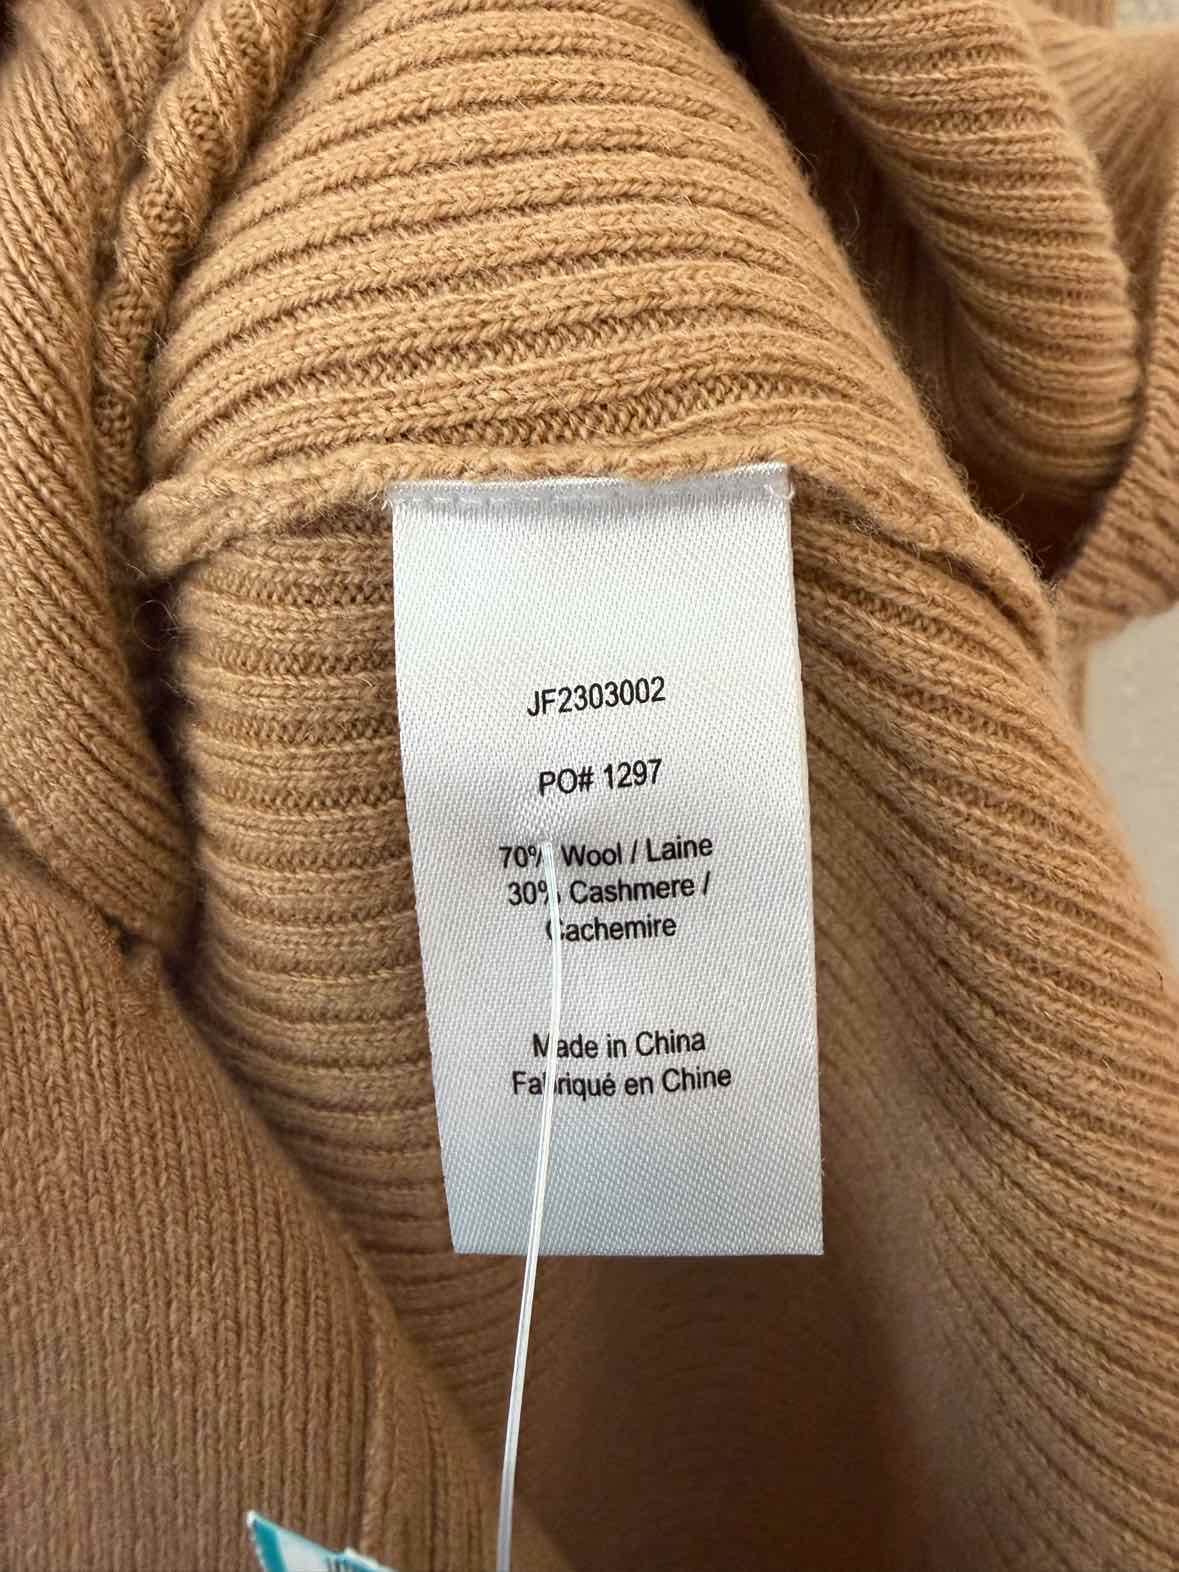 JF2303002
PO# 1297
70% Wool / Laine
30% Cashmere /
Cachemire
Made in China
Fabriqué en Chine